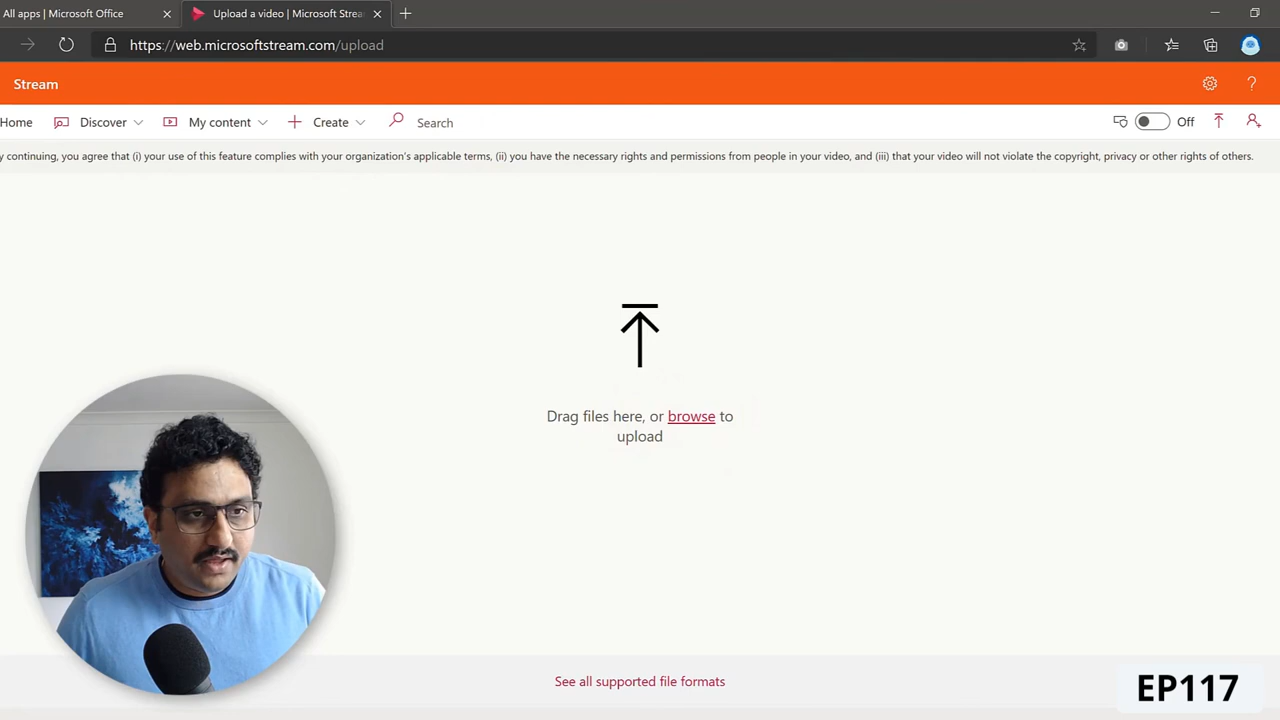 All apps | Microsoft Office
Upload a video | Microsoft Strea
https://web.microsoftstream.com/upload
Stream
Home Discover My content Create Search Off
y continuing, you agree that (i) your use of this feature complies with your organization's applicable terms, (ii) you have the necessary rights and permissions from people in your video, and (iii) that your video will not violate the copyright, privacy or other rights of others.
Drag files here, or browse to
upload
See all supported file formats
EP117